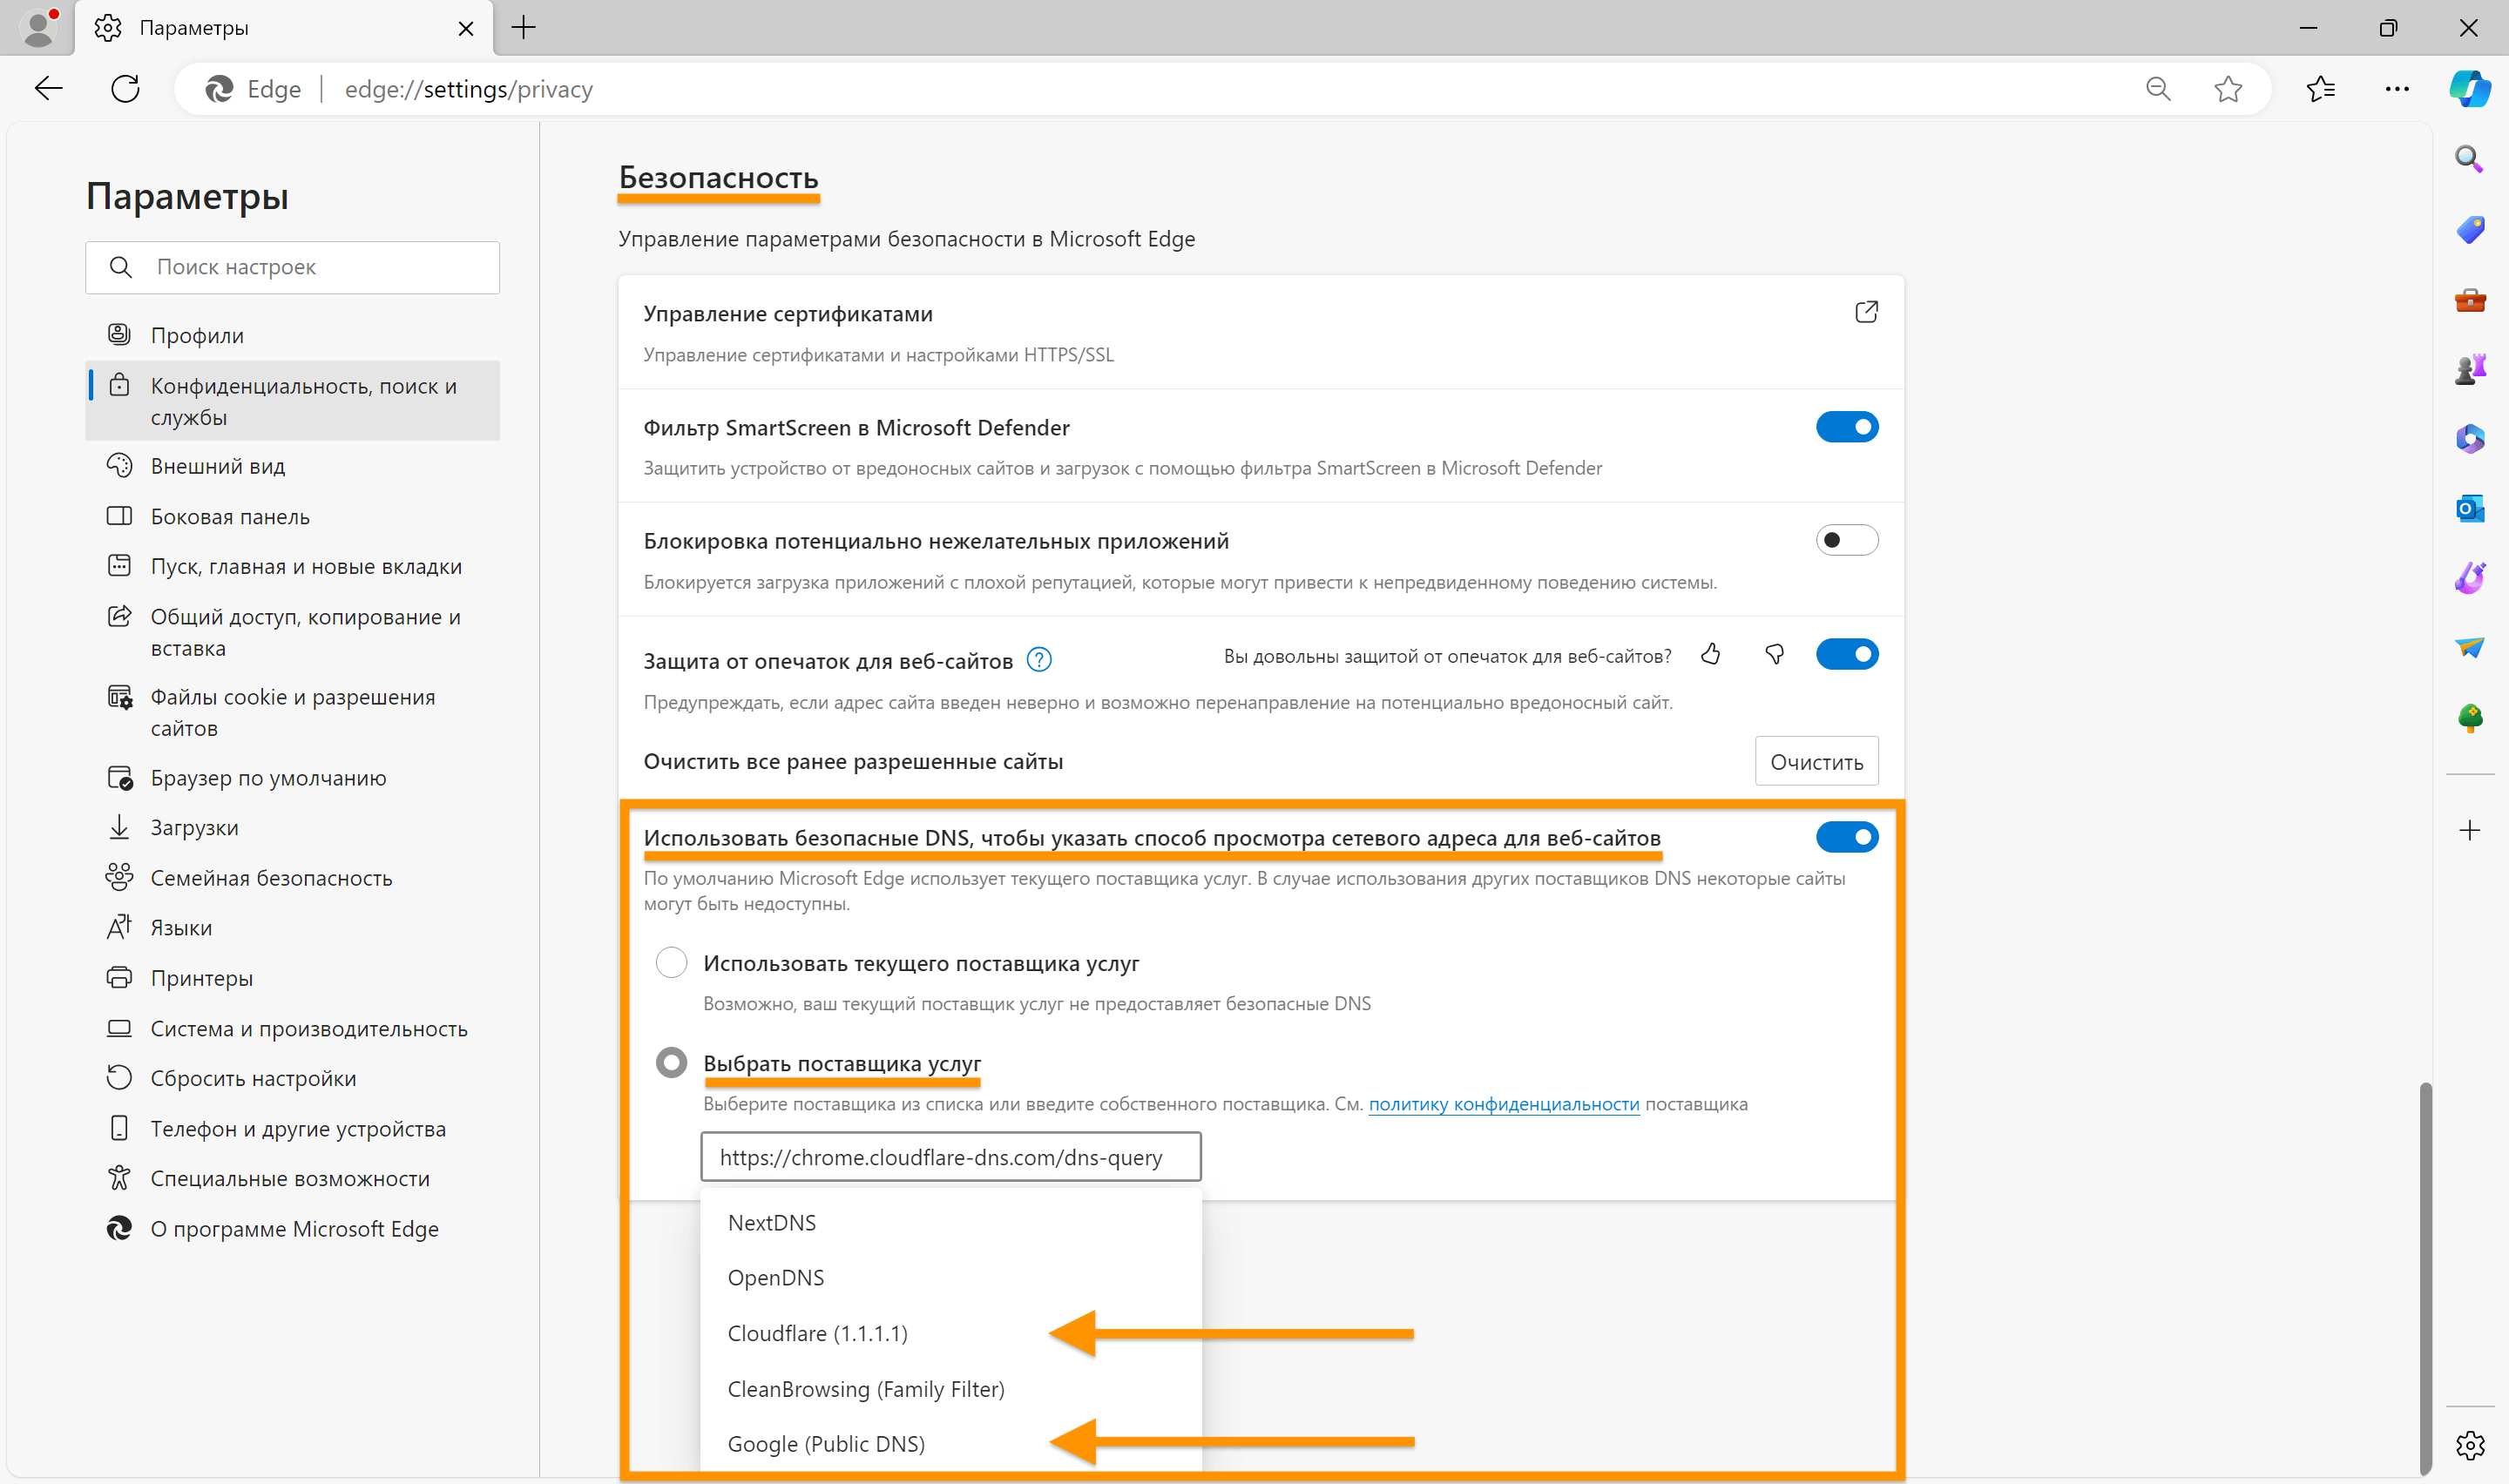 Параметры
Edge
edge://settings/privacy
Параметры
Поиск настроек
Профили
Конфиденциальность, поиск и
службы
Внешний вид
Боковая панель
Пуск, главная и новые вкладки
Общий доступ, копирование и
вставка
Файлы cookie и разрешения
сайтов
Браузер по умолчанию
Загрузки
Семейная безопасность
Языки
Принтеры
Система и производительность
Сбросить настройки
Телефон и другие устройства
Специальные возможности
О программе Microsoft Edge
Безопасность
Управление параметрами безопасности в Microsoft Edge
Управление сертификатами
Управление сертификатами и настройками HTTPS/SSL
Фильтр SmartScreen в Microsoft Defender
Защитить устройство от вредоносных сайтов и загрузок с помощью фильтра SmartScreen в Microsoft Defender
Блокировка потенциально нежелательных приложений
Блокируется загрузка приложений с плохой репутацией, которые могут привести к непредвиденному поведению системы.
Защита от опечаток для веб-сайтов
Вы довольны защитой от опечаток для веб-сайтов?
Предупреждать, если адрес сайта введен неверно и возможно перенаправление на потенциально вредоносный сайт.
Очистить все ранее разрешенные сайты
Очистить
Использовать безопасные DNS, чтобы указать способ просмотра сетевого адреса для веб-сайтов
По умолчанию Microsoft Edge использует текущего поставщика услуг. В случае использования других поставщиков DNS некоторые сайты
могут быть недоступны.
Использовать текущего поставщика услуг
Возможно, ваш текущий поставщик услуг не предоставляет безопасные DNS
Выбрать поставщика услуг
Выберите поставщика из списка или введите собственного поставщика. См. политику конфиденциальности поставщика
https://chrome.cloudflare-dns.com/dns-query
NextDNS
OpenDNS
Cloudflare (1.1.1.1)
CleanBrowsing (Family Filter)
Google (Public DNS)